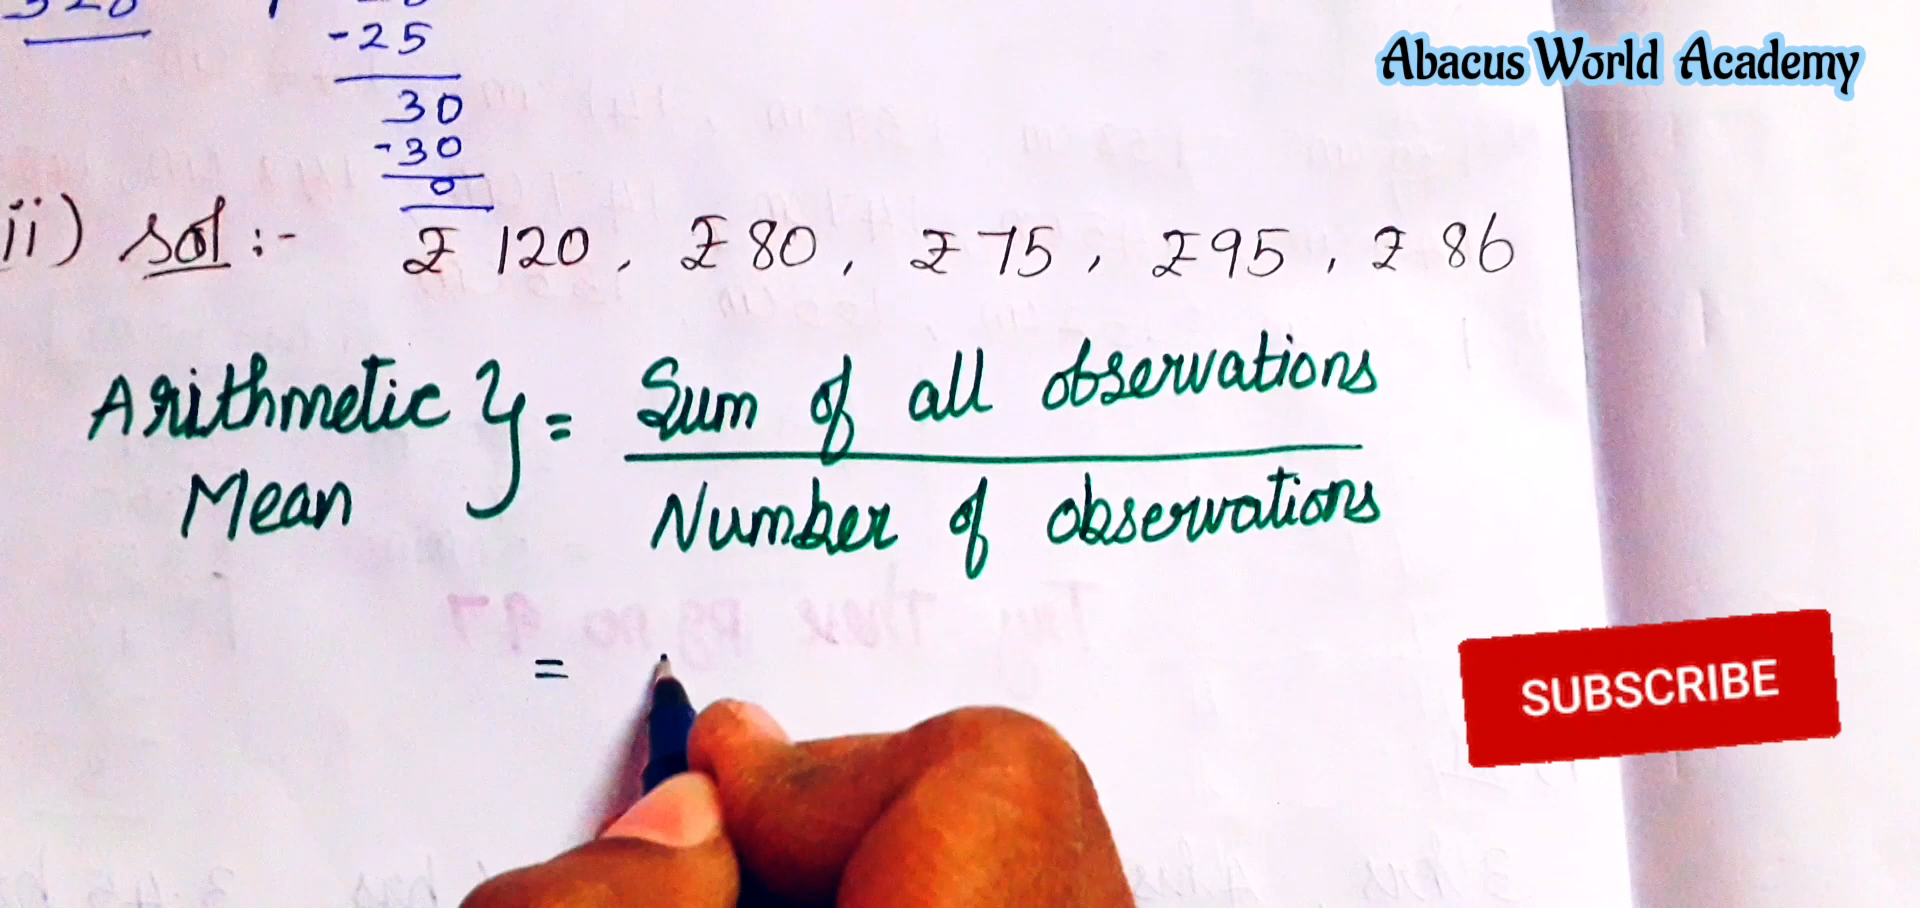 Abacus World Academy
-25
30
-30
0
ii) sol :- ₹ 120, ₹ 80, ₹ 75, ₹ 95, ₹ 86
Arithmetic Mean } = Sum of all observations
Number of observations
=
SUBSCRIBE